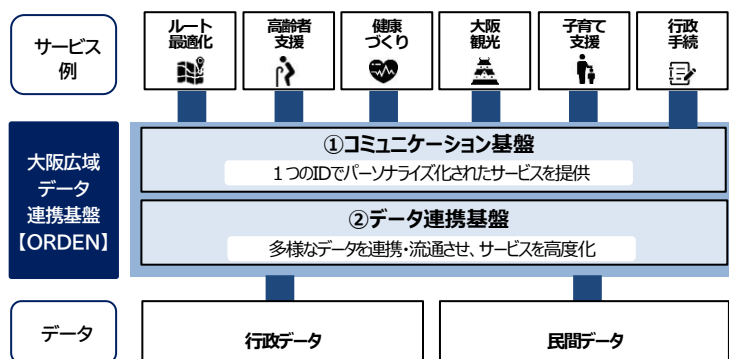 サービス
例
ルート
最適化
高齢者
支援
健康
づくり
大阪
観光
子育て
支援
行政
手続
大阪広域
データ
連携基盤
【ORDEN】
①コミュニケーション基盤
1つのIDでパーソナライズ化されたサービスを提供
②データ連携基盤
多様なデータを連携・流通させ、サービスを高度化
データ
行政データ
民間データ